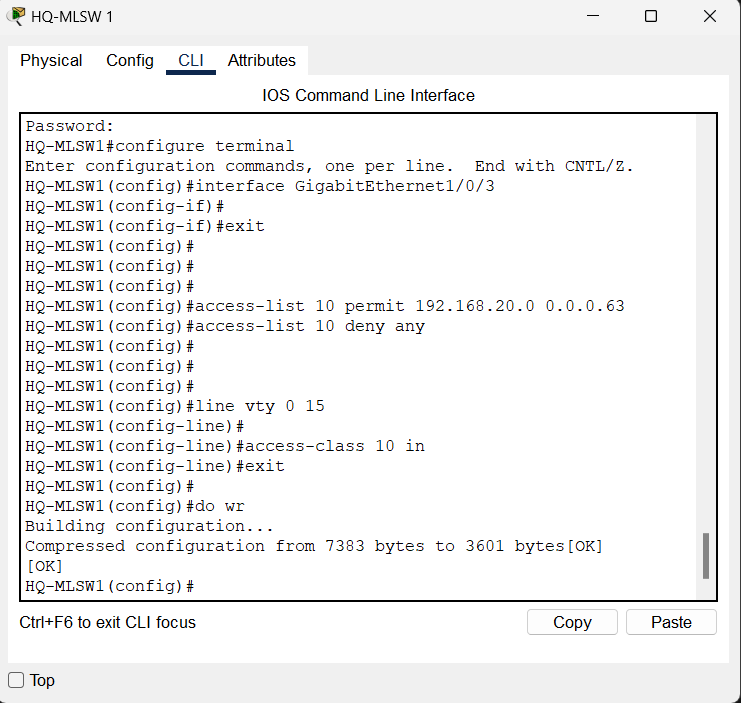 HQ-MLSW 1
Physical Config CLI Attributes
IOS Command Line Interface
Password:
HQ-MLSW1#configure terminal
Enter configuration commands, one per line.  End with CNTL/Z.
HQ-MLSW1(config)#interface GigabitEthernet1/0/3
HQ-MLSW1(config-if)#
HQ-MLSW1(config-if)#exit
HQ-MLSW1(config)#
HQ-MLSW1(config)#
HQ-MLSW1(config)#
HQ-MLSW1(config)#access-list 10 permit 192.168.20.0 0.0.0.63
HQ-MLSW1(config)#access-list 10 deny any
HQ-MLSW1(config)#
HQ-MLSW1(config)#
HQ-MLSW1(config)#
HQ-MLSW1(config)#line vty 0 15
HQ-MLSW1(config-line)#
HQ-MLSW1(config-line)#access-class 10 in
HQ-MLSW1(config-line)#exit
HQ-MLSW1(config)#
HQ-MLSW1(config)#do wr
Building configuration...
Compressed configuration from 7383 bytes to 3601 bytes[OK]
[OK]
HQ-MLSW1(config)#
Ctrl+F6 to exit CLI focus
Copy Paste
Top